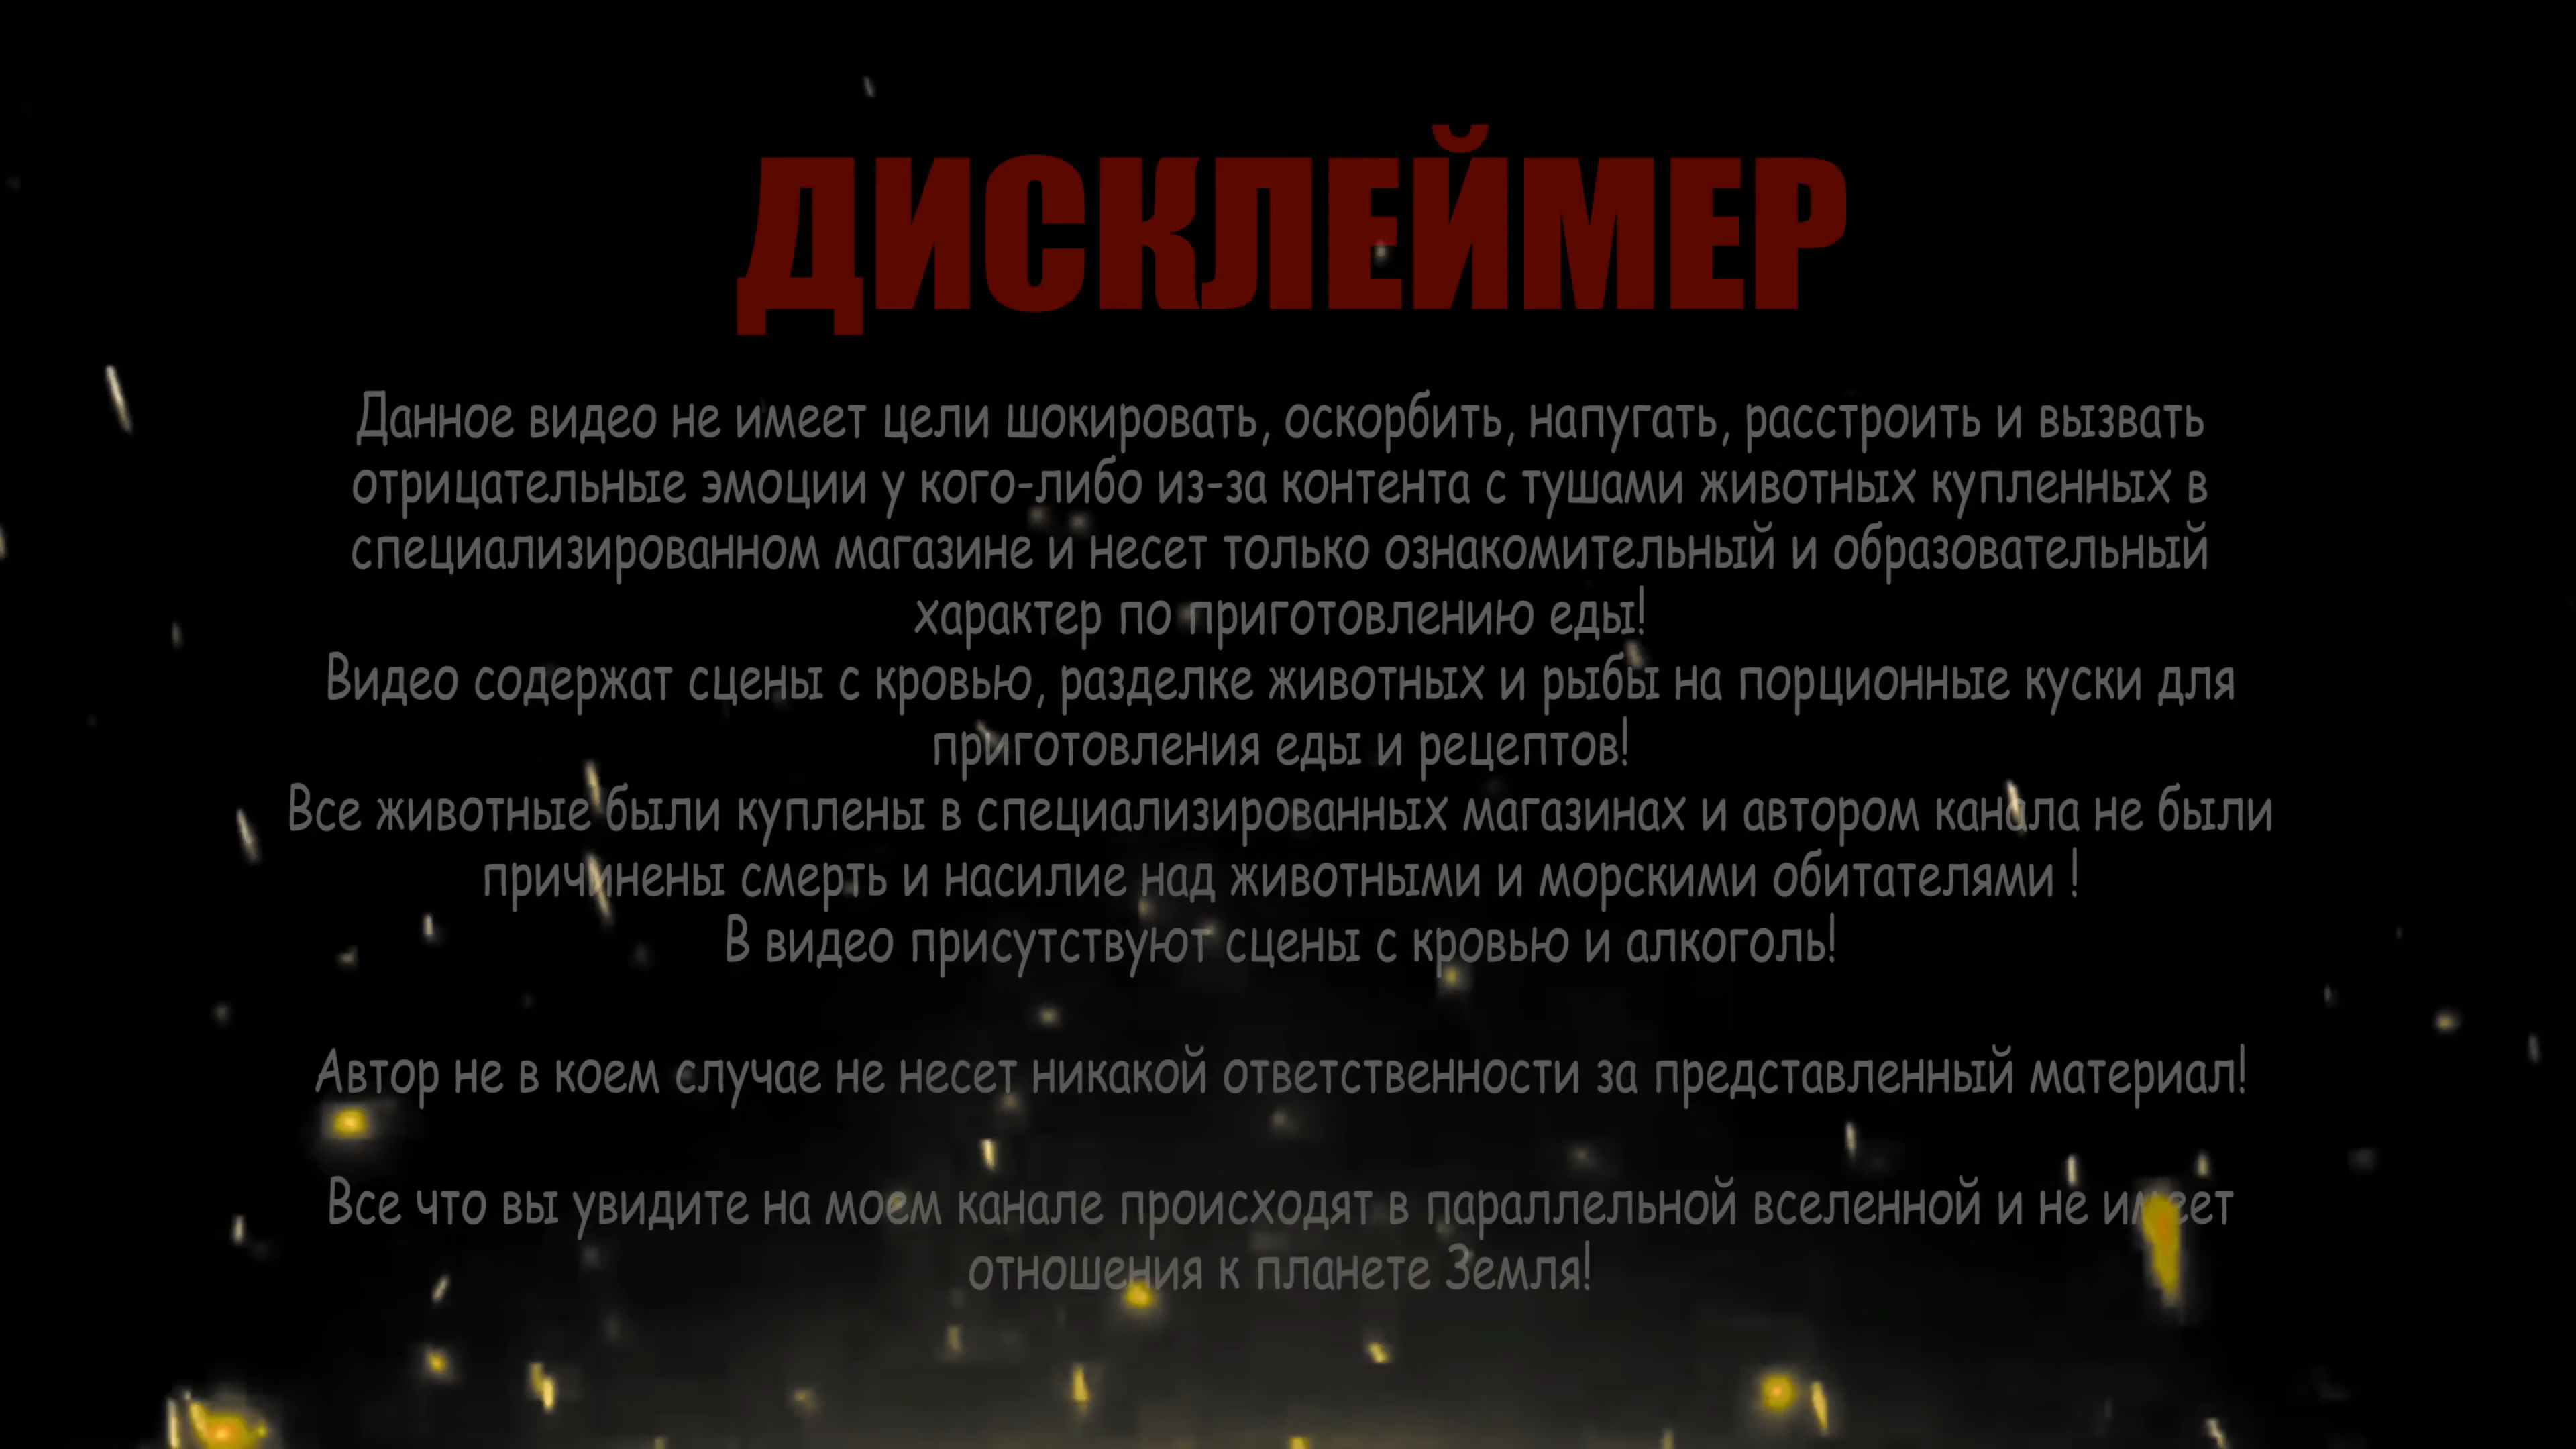 ДИСКЛЕЙМЕР
Данное видео не имеет цели шокировать, оскорбить, напугать, расстроить и вызвать
отрицательные эмоции у кого-либо из-за контента с тушами животных купленных в
специализированном магазине и несет только ознакомительный и образовательный
характер по приготовлению еды!
Видео содержат сцены с кровью, разделке животных и рыбы на порционные куски для
приготовления еды и рецептов!
Все животные были куплены в специализированных магазинах и автором канала не были
причинены смерть и насилие над животными и морскими обитателями !
В видео присутствуют сцены с кровью и алкоголь!
Автор не в коем случае не несет никакой ответственности за представленный материал!
Все что вы увидите на моем канале происходят в параллельной вселенной и не имеет
отношения к планете Земля!